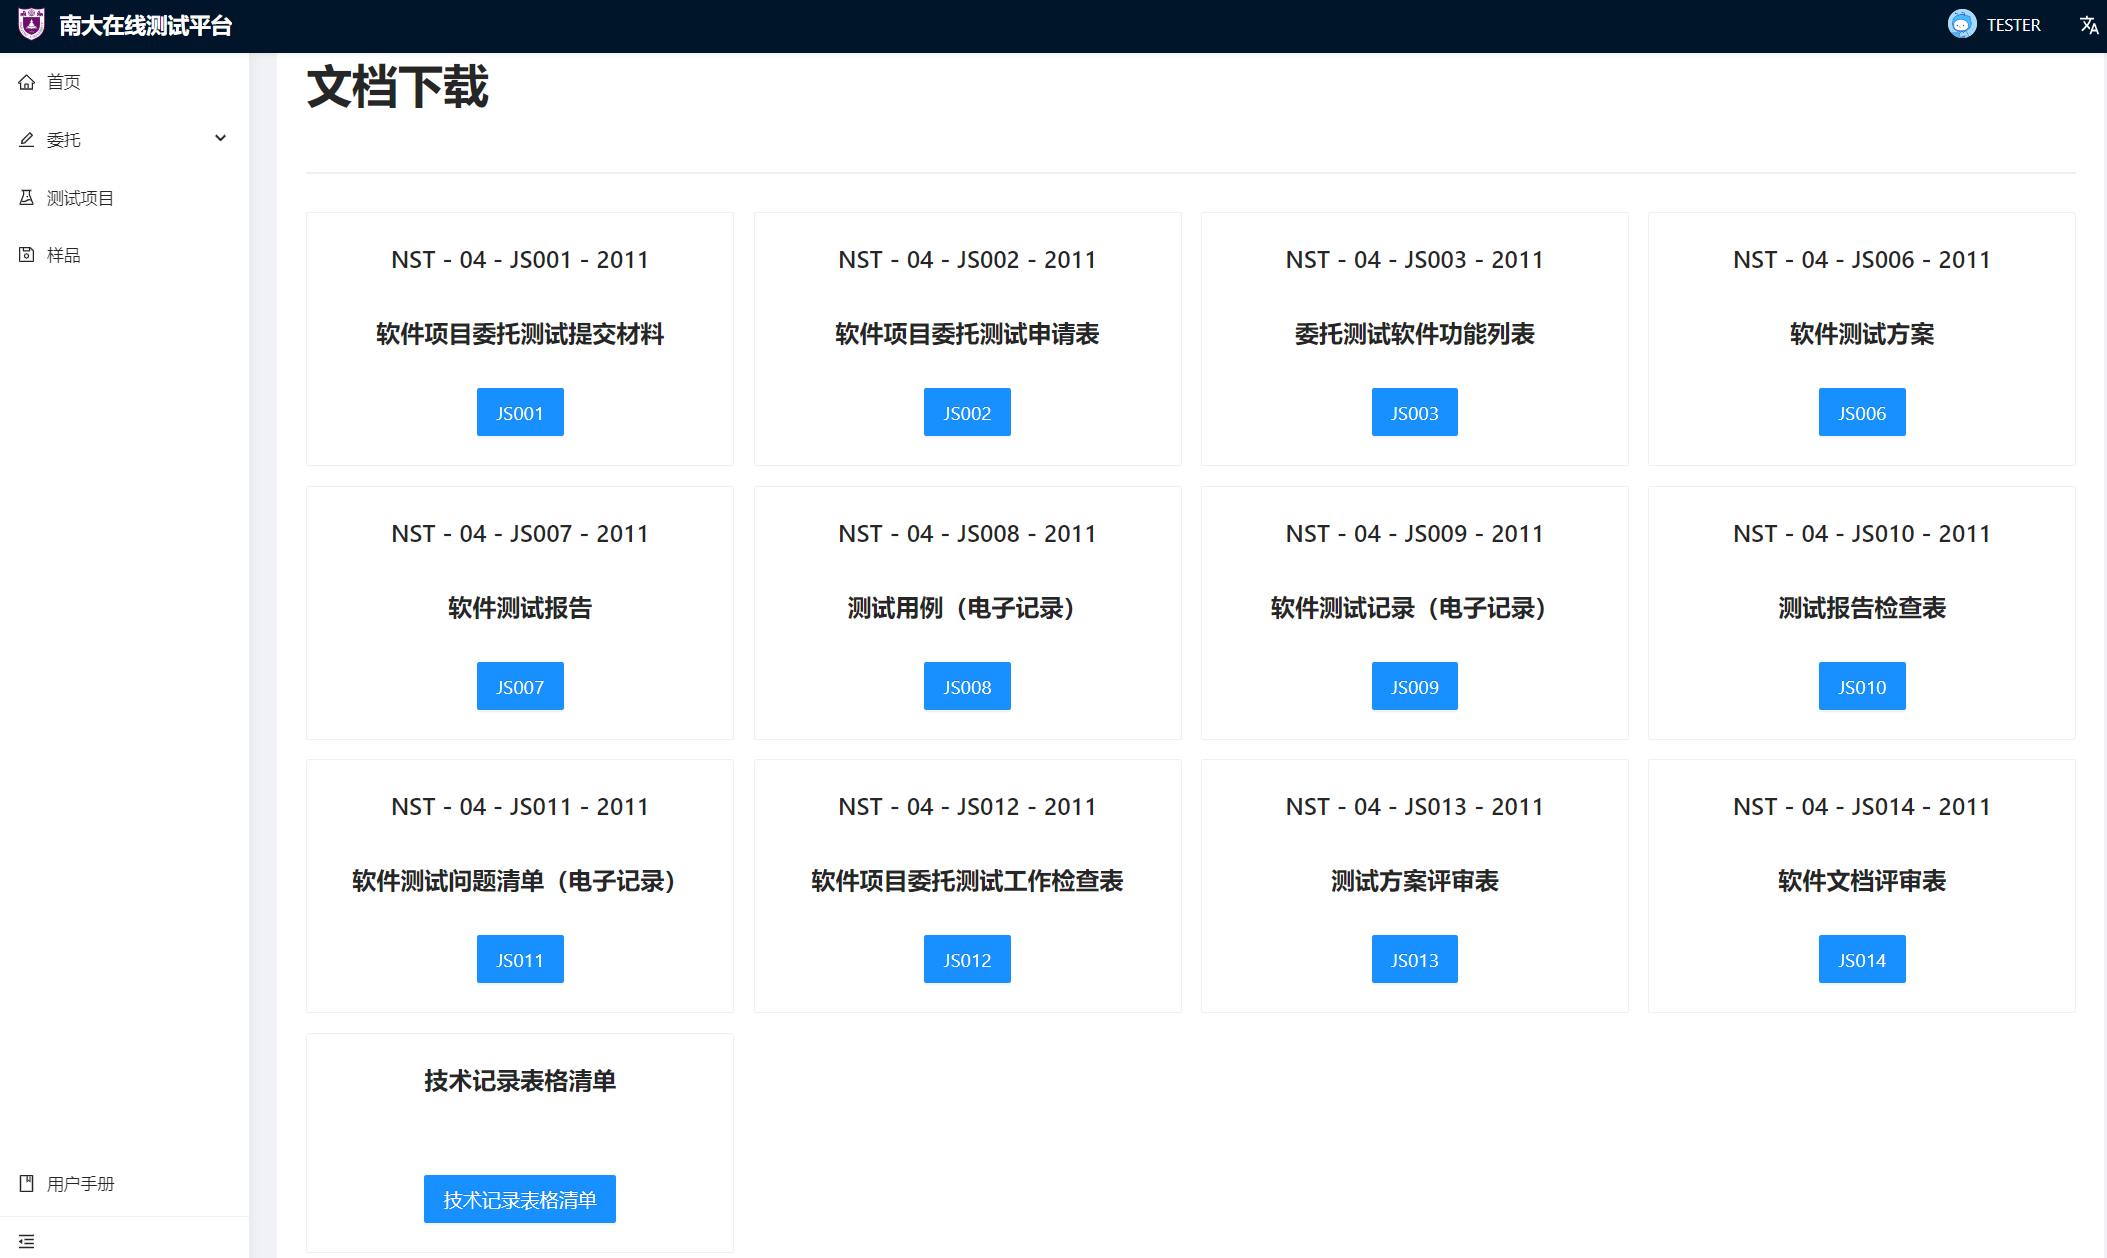 南大在线测试平台
TESTER
首页
委托
测试项目
样品
用户手册
文档下载
NST - 04 - JS001 - 2011
软件项目委托测试提交材料
JS001
NST - 04 - JS002 - 2011
软件项目委托测试申请表
JS002
NST - 04 - JS003 - 2011
委托测试软件功能列表
JS003
NST - 04 - JS006 - 2011
软件测试方案
JS006
NST - 04 - JS007 - 2011
软件测试报告
JS007
NST - 04 - JS008 - 2011
测试用例（电子记录）
JS008
NST - 04 - JS009 - 2011
软件测试记录（电子记录）
JS009
NST - 04 - JS010 - 2011
测试报告检查表
JS010
NST - 04 - JS011 - 2011
软件测试问题清单（电子记录）
JS011
NST - 04 - JS012 - 2011
软件项目委托测试工作检查表
JS012
NST - 04 - JS013 - 2011
测试方案评审表
JS013
NST - 04 - JS014 - 2011
软件文档评审表
JS014
技术记录表格清单
技术记录表格清单